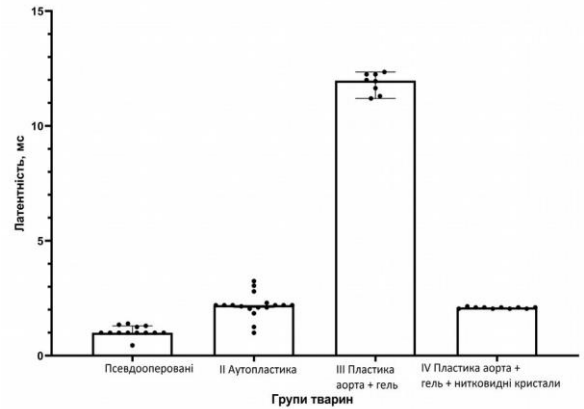 15
10
5
0
Латентність, мс
Псевдооперовані
II Аутопластика
III Пластика
аорта + гель
IV Пластика аорта +
гель + нитковидні кристали
Групи тварин